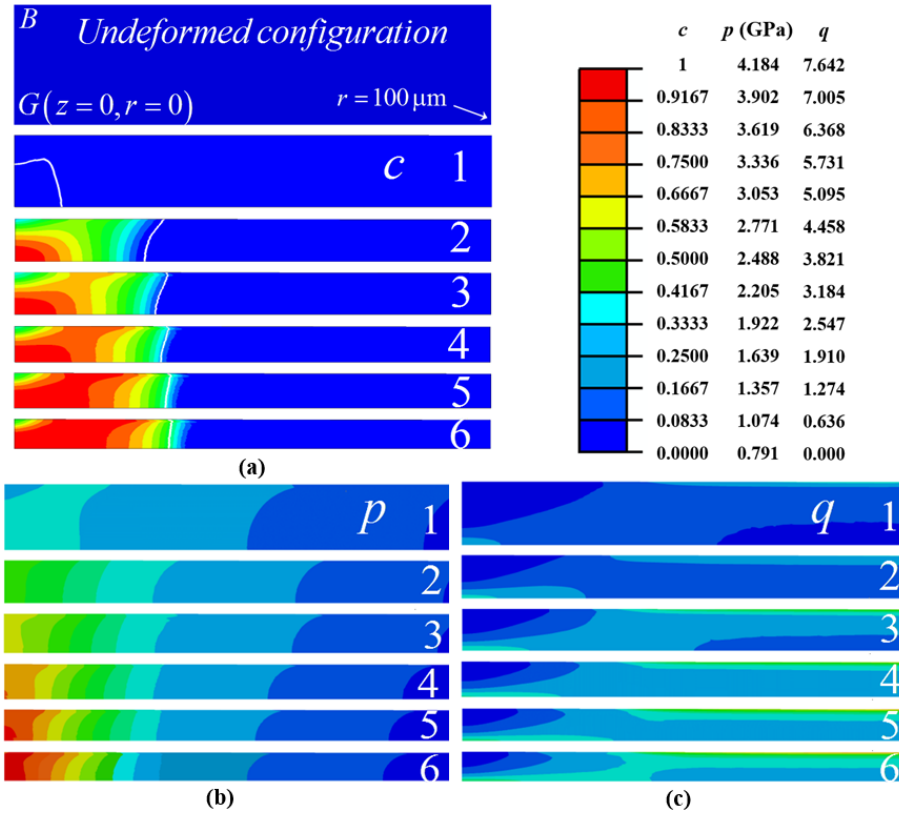 B
Undeformed configuration
G(z=0,r=0)
r=100 μm
c 1
2
3
4
5
6
(a)
c p (GPa) q
1 4.184 7.642
0.9167 3.902 7.005
0.8333 3.619 6.368
0.7500 3.336 5.731
0.6667 3.053 5.095
0.5833 2.771 4.458
0.5000 2.488 3.821
0.4167 2.205 3.184
0.3333 1.922 2.547
0.2500 1.639 1.910
0.1667 1.357 1.274
0.0833 1.074 0.636
0.0000 0.791 0.000
p 1
2
3
4
5
6
(b)
q 1
2
3
4
5
6
(c)